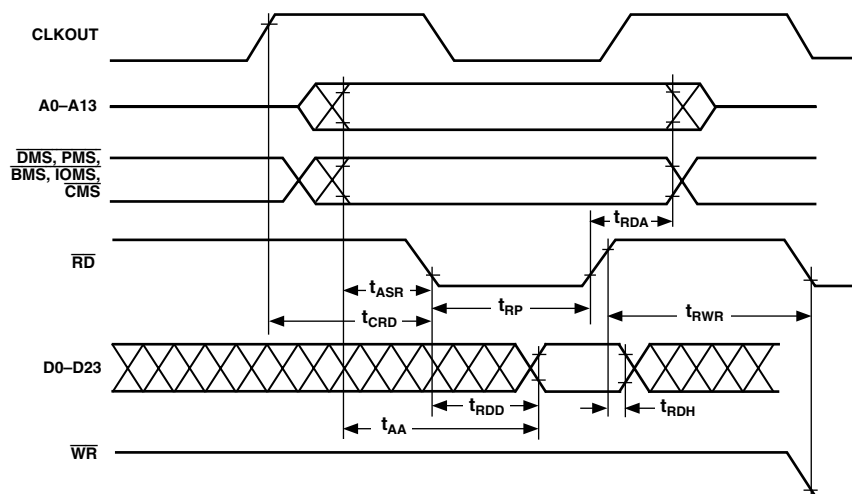 CLKOUT
A0–A13
DMS, PMS,
BMS, IOMS,
CMS
tRDA
RD
tASR
tRP
tCRD
tRWR
D0–D23
tRDD
tRDH
tAA
WR